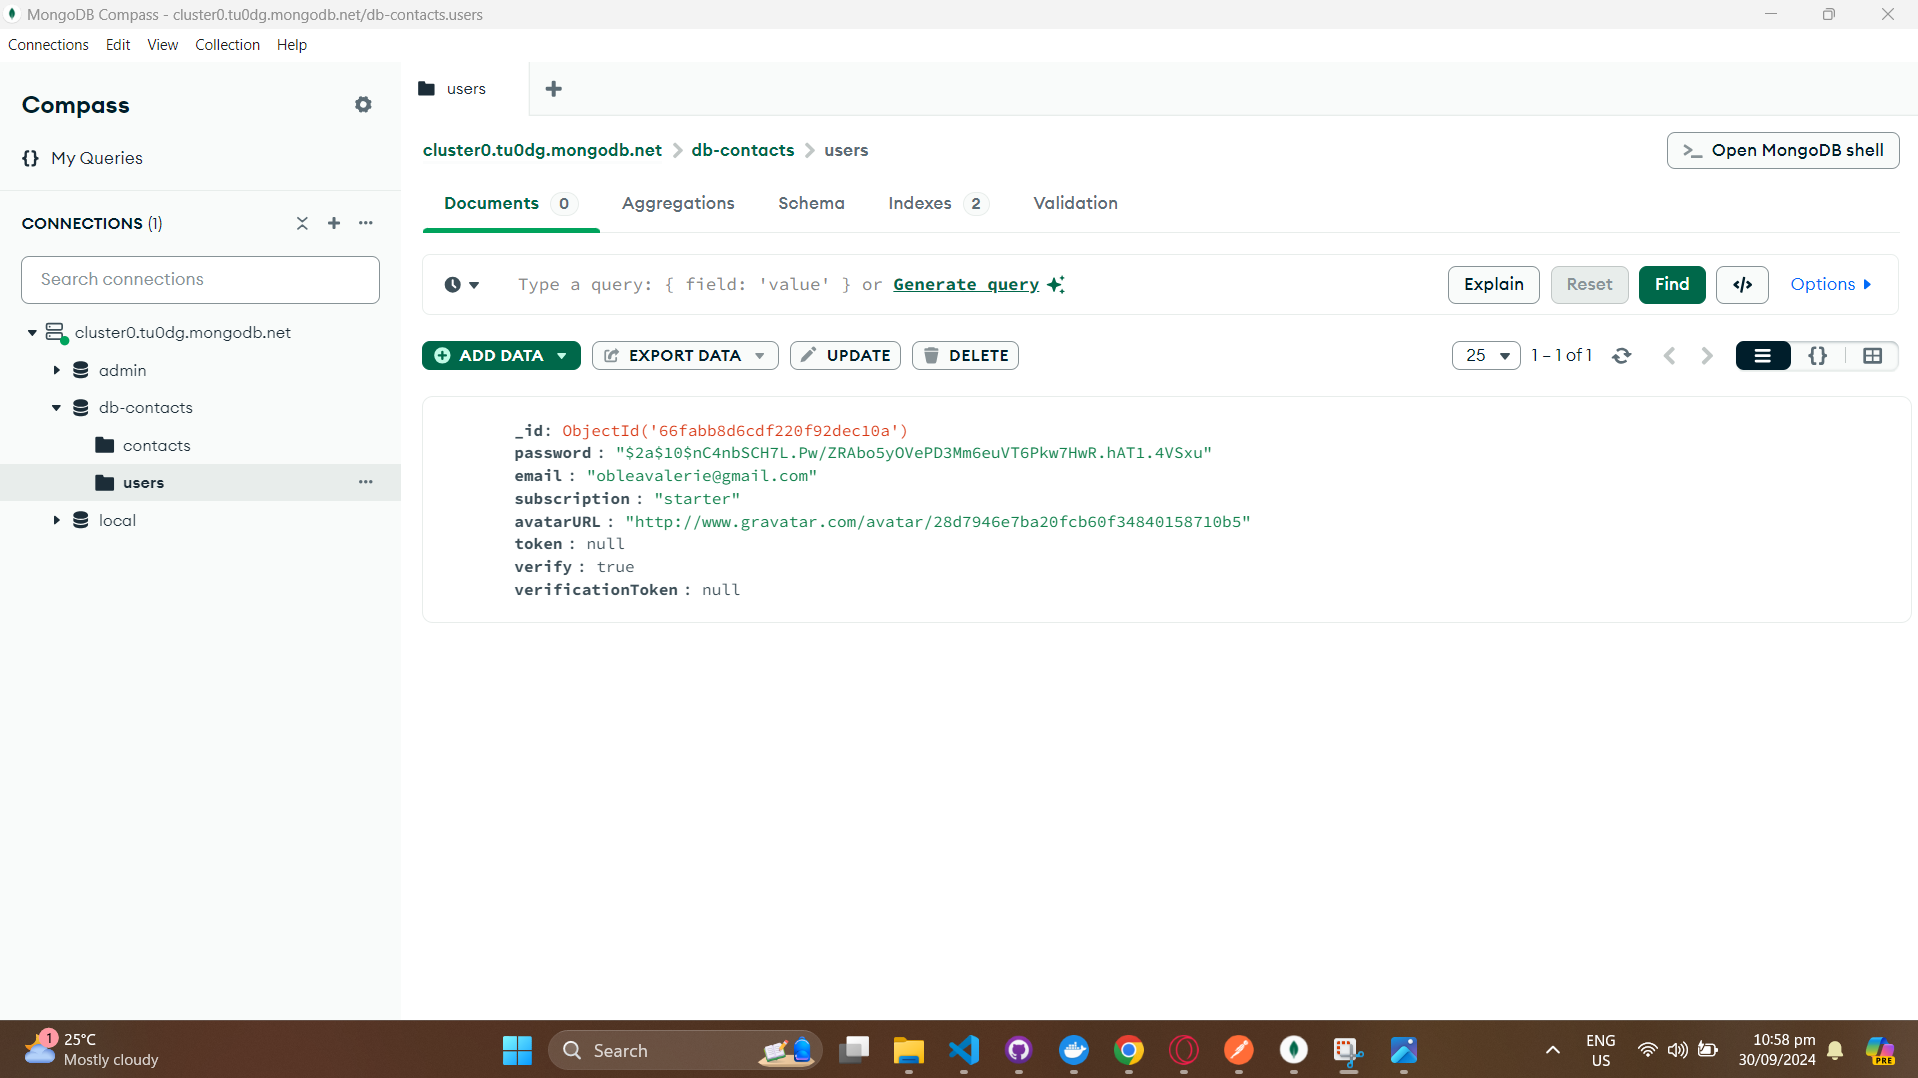 MongoDB Compass - cluster0.tu0dg.mongodb.net/db-contacts.users
Connections Edit View Collection Help
Compass
{} My Queries
CONNECTIONS (1)
Search connections
cluster0.tu0dg.mongodb.net
admin
db-contacts
contacts
users
local
users
cluster0.tu0dg.mongodb.net > db-contacts > users
>_ Open MongoDB shell
Documents 0 Aggregations Schema Indexes 2 Validation
Type a query: { field: 'value' } or Generate query
Explain Reset Find </> Options
ADD DATA EXPORT DATA UPDATE DELETE
25 1 – 1 of 1 {}
_id: ObjectId('66fabb8d6cdf220f92dec10a')
password : "$2a$10$nC4nbSCH7L.Pw/ZRAbo5yOVePD3Mm6euVT6Pkw7HwR.hAT1.4VSxu"
email : "obleavalerie@gmail.com"
subscription : "starter"
avatarURL : "http://www.gravatar.com/avatar/28d7946e7ba20fcb60f34840158710b5"
token : null
verify : true
verificationToken : null
1
25°C
Mostly cloudy
Search
ENG
US
10:58 pm
30/09/2024
PRE